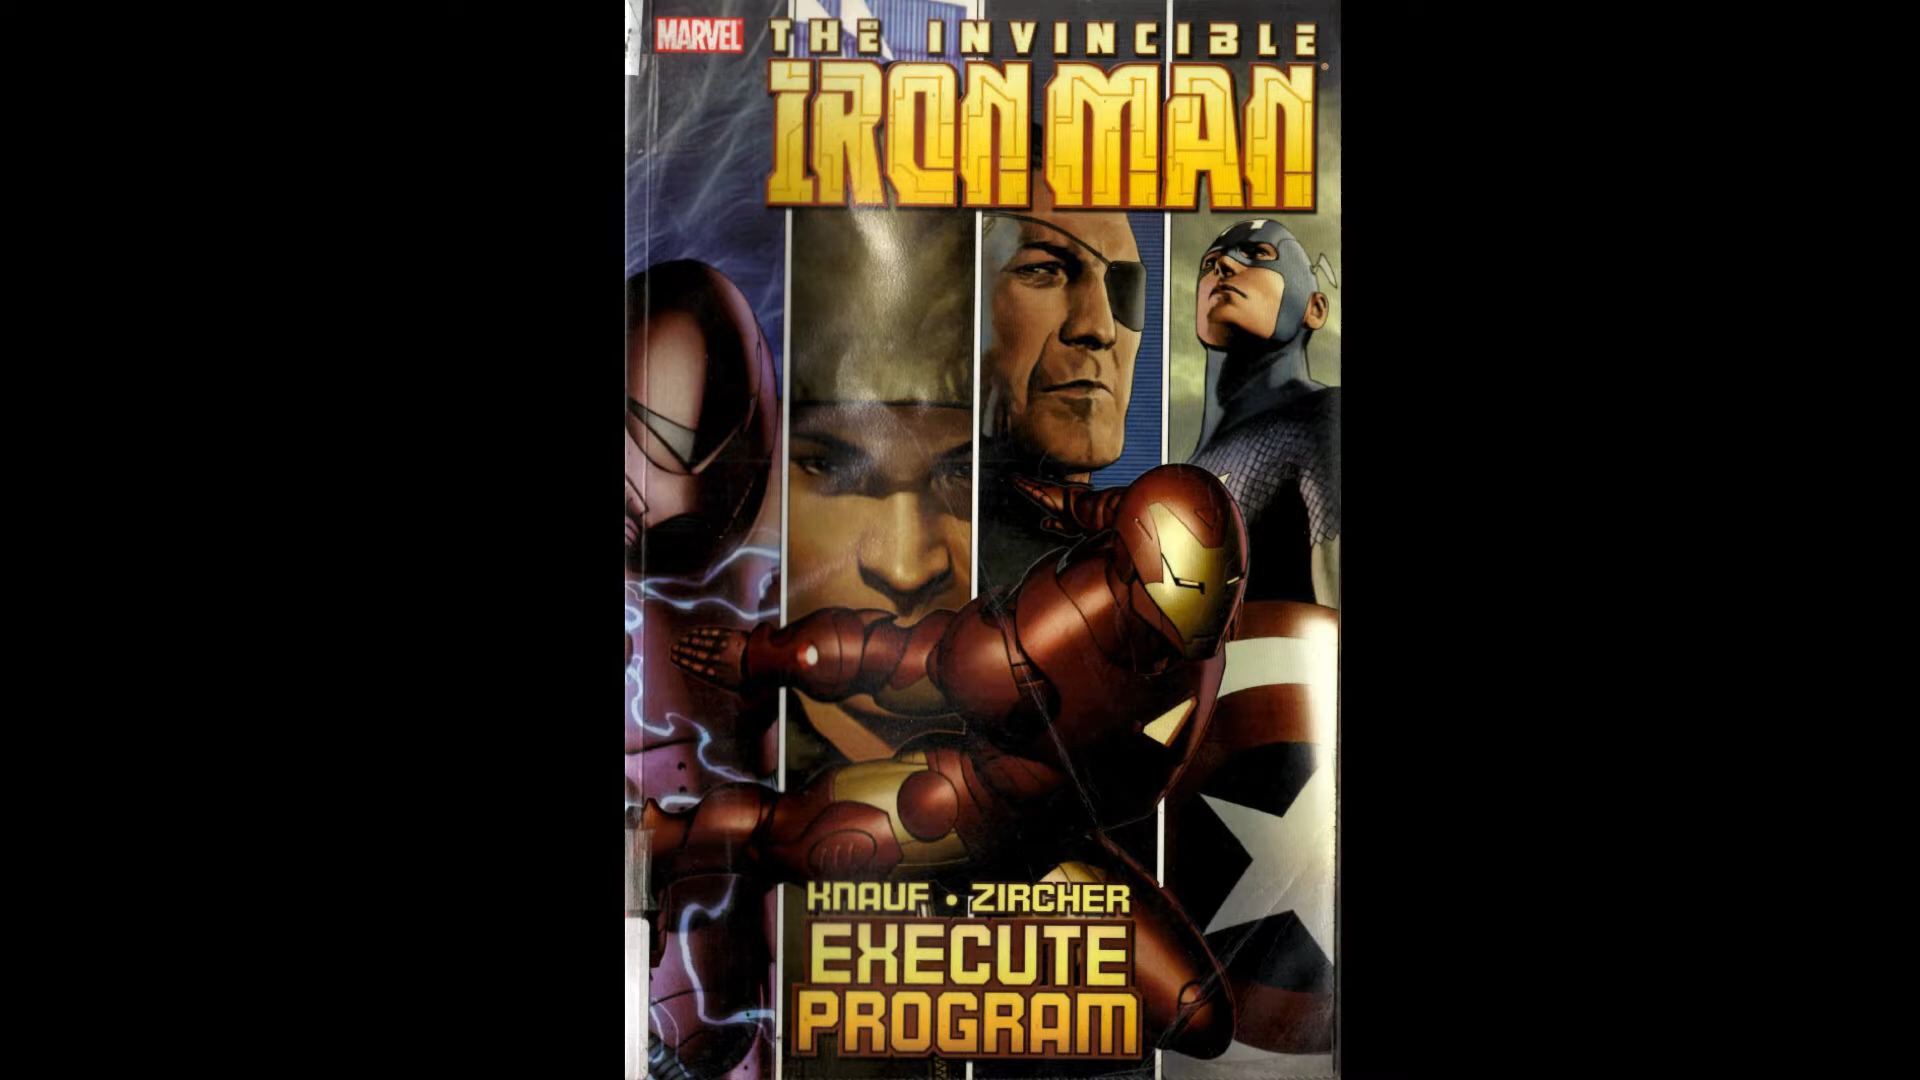 MARVEL
THE INVINCIBLE
IRON MAN
KNAUF • ZIRCHER
EXECUTE
PROGRAM